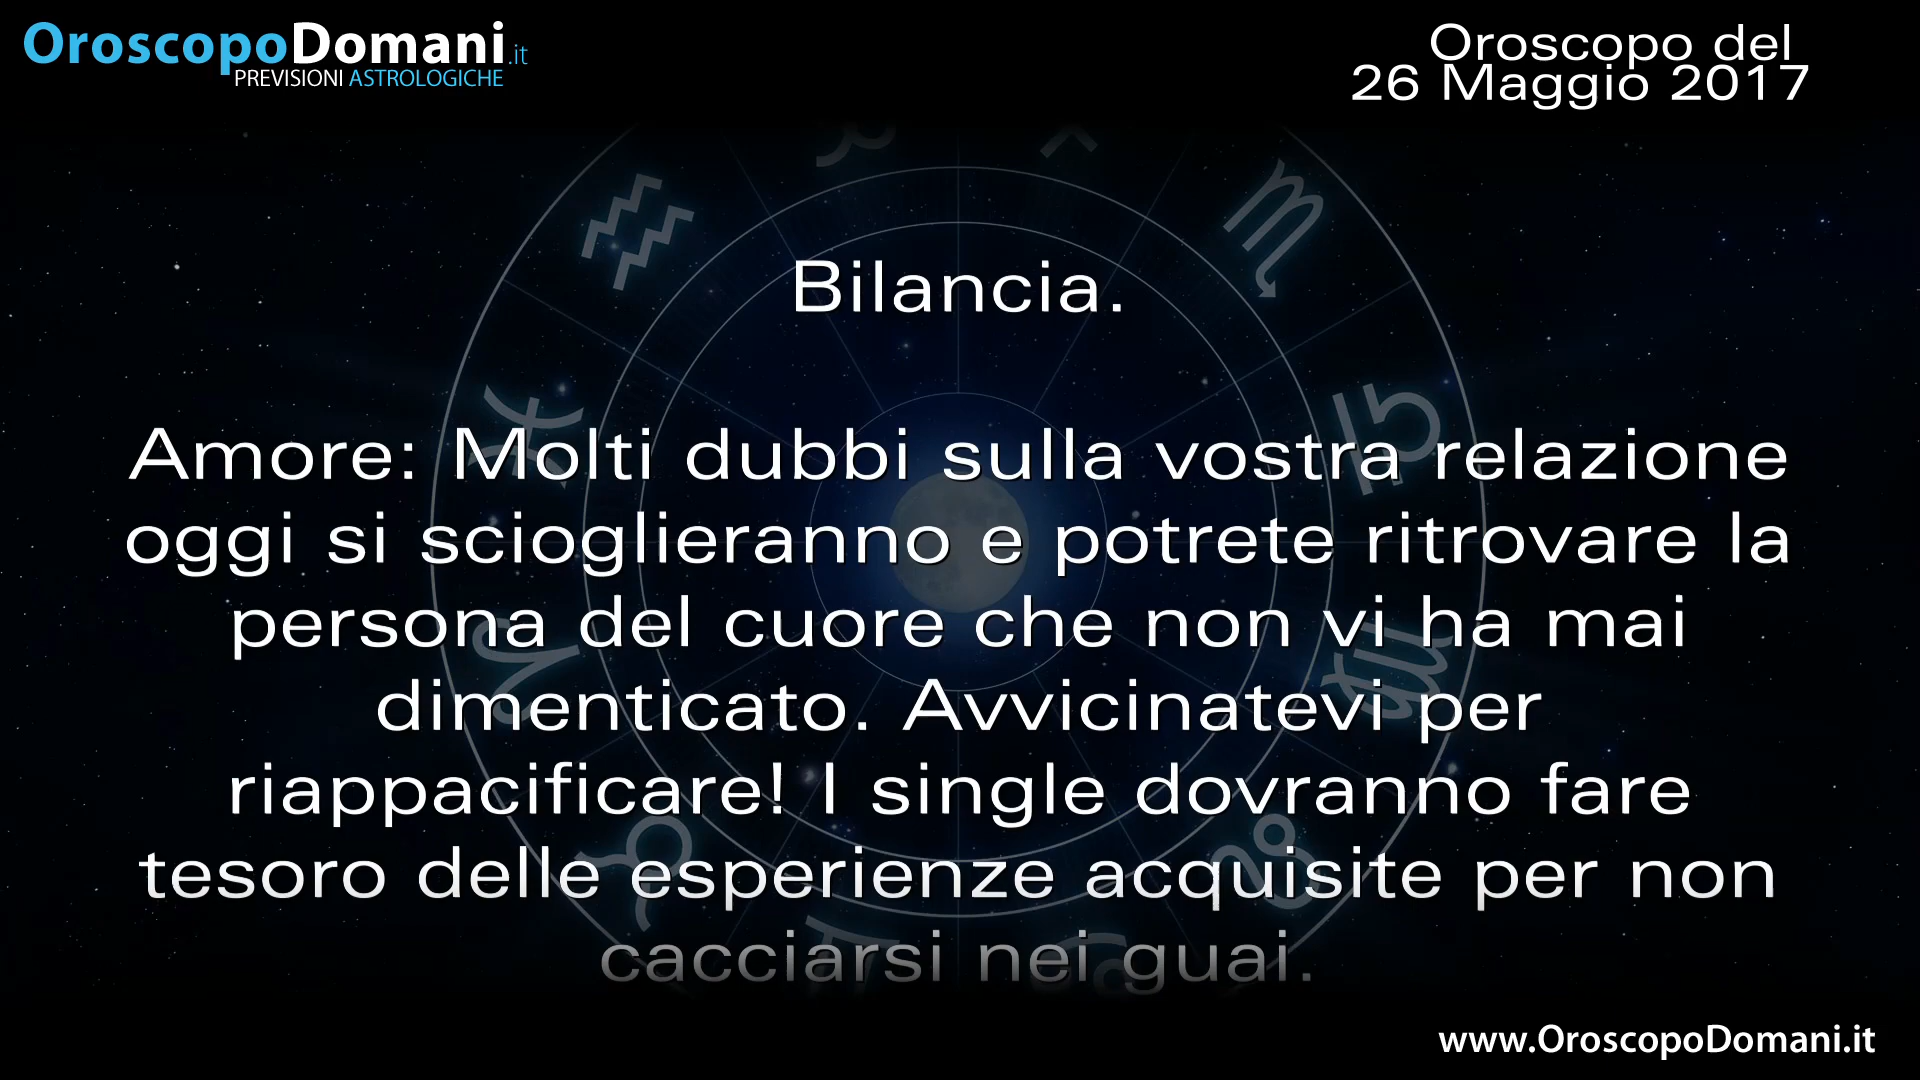 OroscopoDomani.it
PREVISIONI ASTROLOGICHE
Oroscopo del
26 Maggio 2017
Bilancia.
Amore: Molti dubbi sulla vostra relazione
oggi si scioglieranno e potrete ritrovare la
persona del cuore che non vi ha mai
dimenticato. Avvicinatevi per
riappacificare! I single dovranno fare
tesoro delle esperienze acquisite per non
cacciarsi nei guai.
www.OroscopoDomani.it